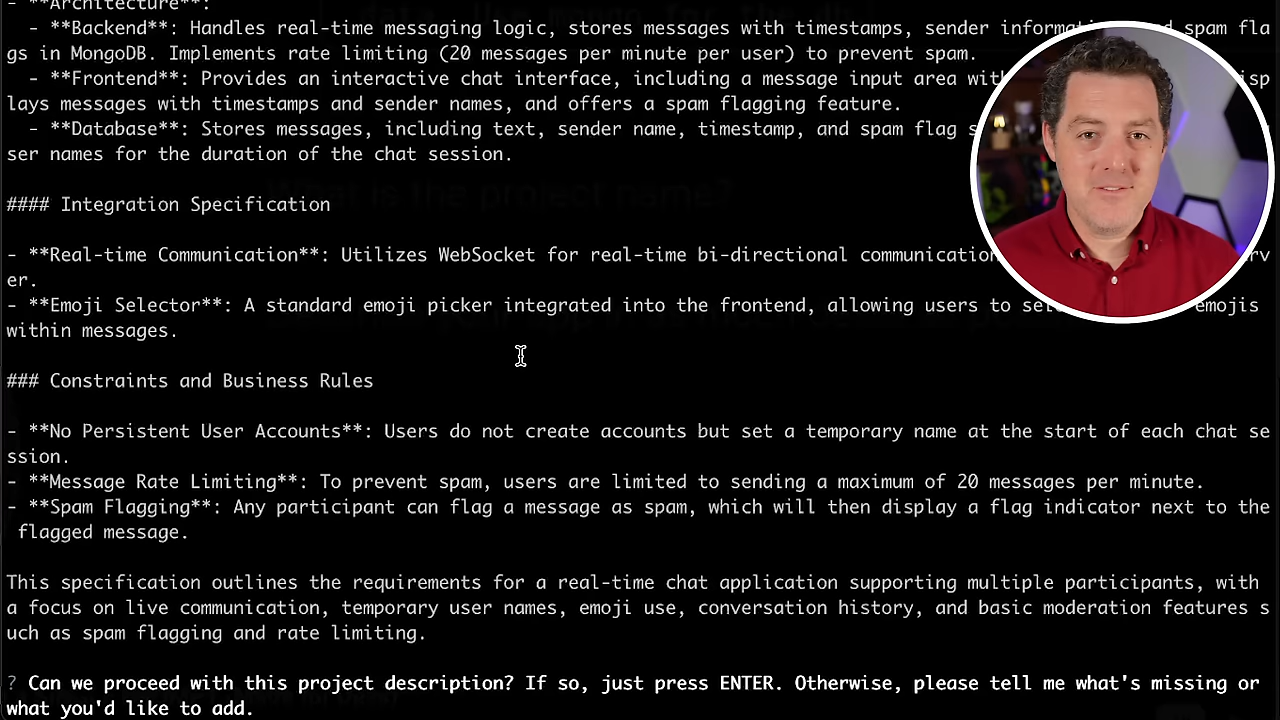 - **Architecture**:
- **Backend**: Handles real-time messaging logic, stores messages with timestamps, sender spam fla
gs in MongoDB. Implements rate limiting (20 messages per minute per user) to prevent spam.
- **Frontend**: Provides an interactive chat interface, including a message input area isp
lays messages with timestamps and sender names, and offers a spam flagging feature.
- **Database**: Stores messages, including text, sender name, timestamp, and spam flag
ser names for the duration of the chat session.
What is the project name?
#### Integration Specification
- **Real-time Communication**: Utilizes WebSocket for real-time bi-directional communication rv
er.
- **Emoji Selector**: A standard emoji picker integrated into the frontend, allowing users to emojis
within messages.
### Constraints and Business Rules
- **No Persistent User Accounts**: Users do not create accounts but set a temporary name at the start of each chat se
ssion.
- **Message Rate Limiting**: To prevent spam, users are limited to sending a maximum of 20 messages per minute.
- **Spam Flagging**: Any participant can flag a message as spam, which will then display a flag indicator next to the
flagged message.
This specification outlines the requirements for a real-time chat application supporting multiple participants, with
a focus on live communication, temporary user names, emoji use, conversation history, and basic moderation features s
uch as spam flagging and rate limiting.
? Can we proceed with this project description? If so, just press ENTER. Otherwise, please tell me what's missing or
what you'd like to add.